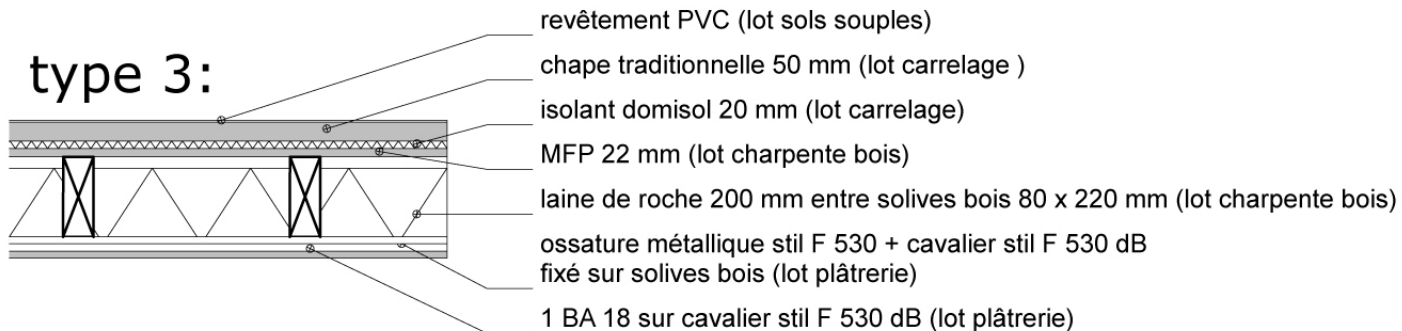 type 3:
revêtement PVC (lot sols souples)
chape traditionnelle 50 mm (lot carrelage )
isolant domisol 20 mm (lot carrelage)
MFP 22 mm (lot charpente bois)
laine de roche 200 mm entre solives bois 80 x 220 mm (lot charpente bois)
ossature métallique stil F 530 + cavalier stil F 530 dB
fixé sur solives bois (lot plâtrerie)
1 BA 18 sur cavalier stil F 530 dB (lot plâtrerie)